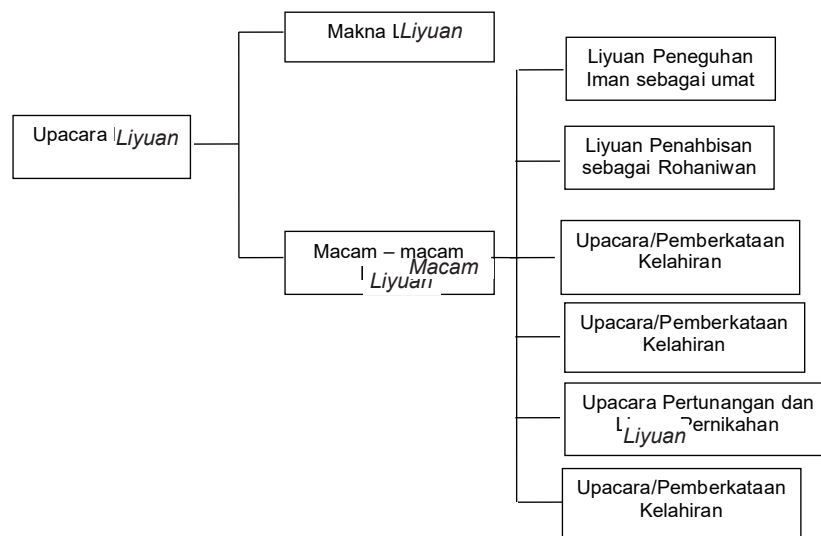 Makna Liyuan
Upacara Liyuan
Macam – macam
Macam
Liyuan
Liyuan Peneguhan
Iman sebagai umat
Liyuan Penahbisan
sebagai Rohaniwan
Upacara/Pemberkataan
Kelahiran
Upacara/Pemberkataan
Kelahiran
Upacara Pertunangan dan
Liyuan Pernikahan
Upacara/Pemberkataan
Kelahiran